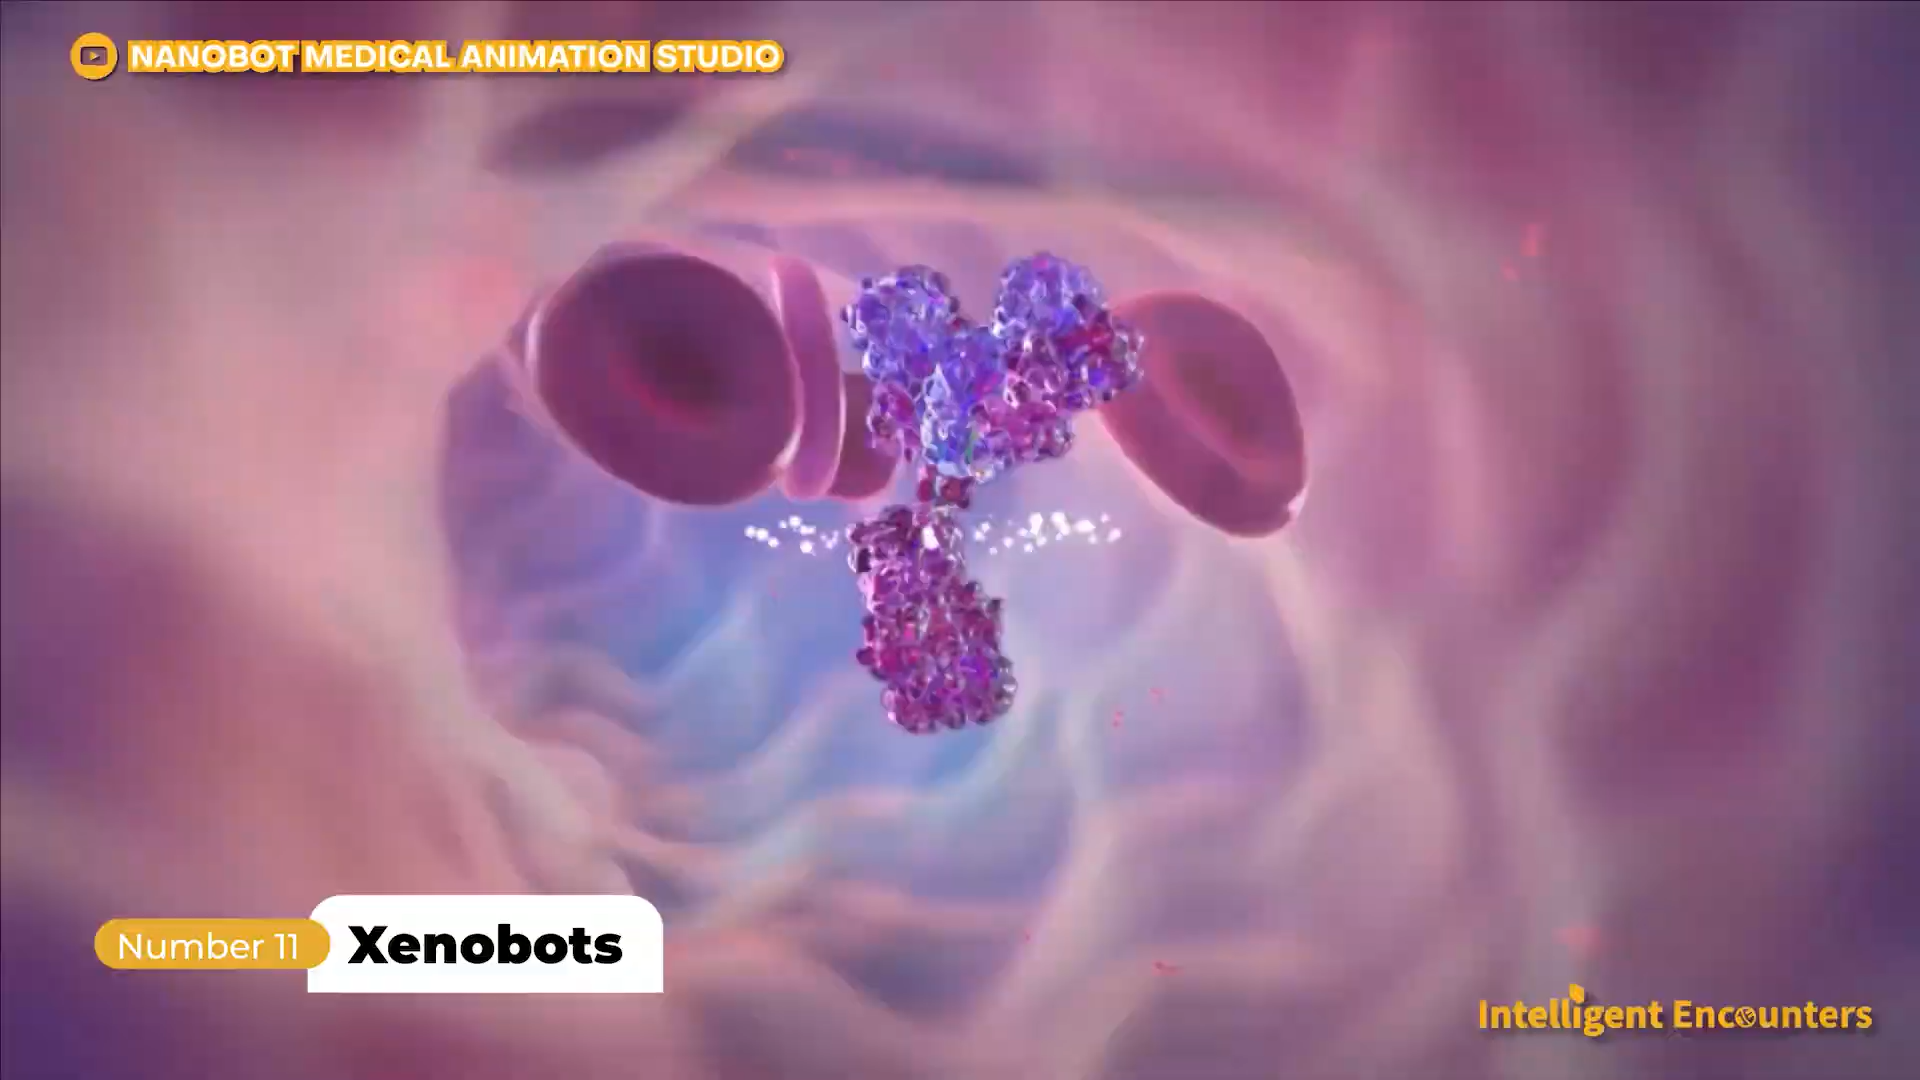 NANOBOT MEDICAL ANIMATION STUDIO
Number 11
Xenobots
Intelligent Encounters